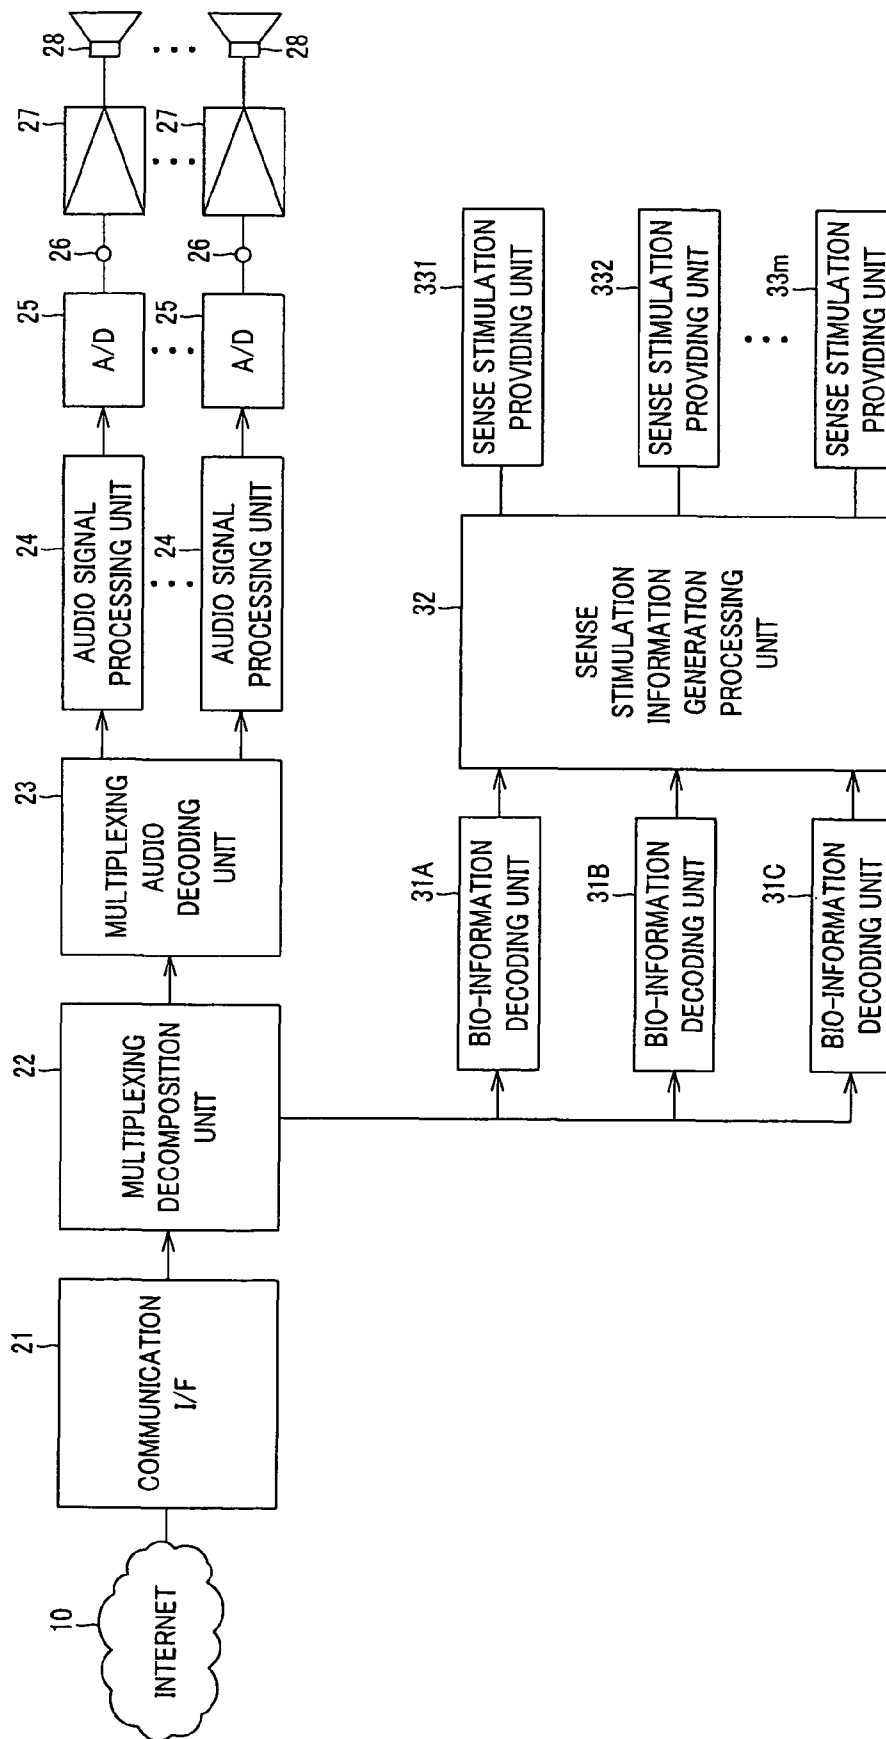 10
INTERNET
21
COMMUNICATION
I/F
22
MULTIPLEXING
DECOMPOSITION
UNIT
23
MULTIPLEXING
AUDIO
DECODING
UNIT
24
AUDIO SIGNAL
PROCESSING UNIT
24
AUDIO SIGNAL
PROCESSING UNIT
25
A/D
25
A/D
26
26
27
27
28
28
31A
BIO-INFORMATION
DECODING UNIT
31B
BIO-INFORMATION
DECODING UNIT
31C
BIO-INFORMATION
DECODING UNIT
32
SENSE
STIMULATION
INFORMATION
GENERATION
PROCESSING
UNIT
331
SENSE STIMULATION
PROVIDING UNIT
332
SENSE STIMULATION
PROVIDING UNIT
33m
SENSE STIMULATION
PROVIDING UNIT